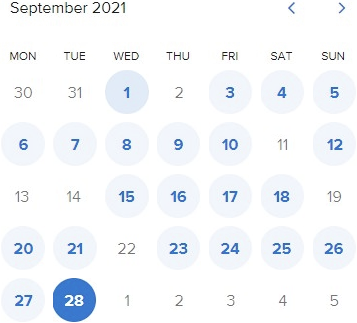 September 2021
MON TUE WED THU FRI SAT SUN
30 31 1 2 3 4 5
6 7 8 9 10 11 12
13 14 15 16 17 18 19
20 21 22 23 24 25 26
27 28 1 2 3 4 5